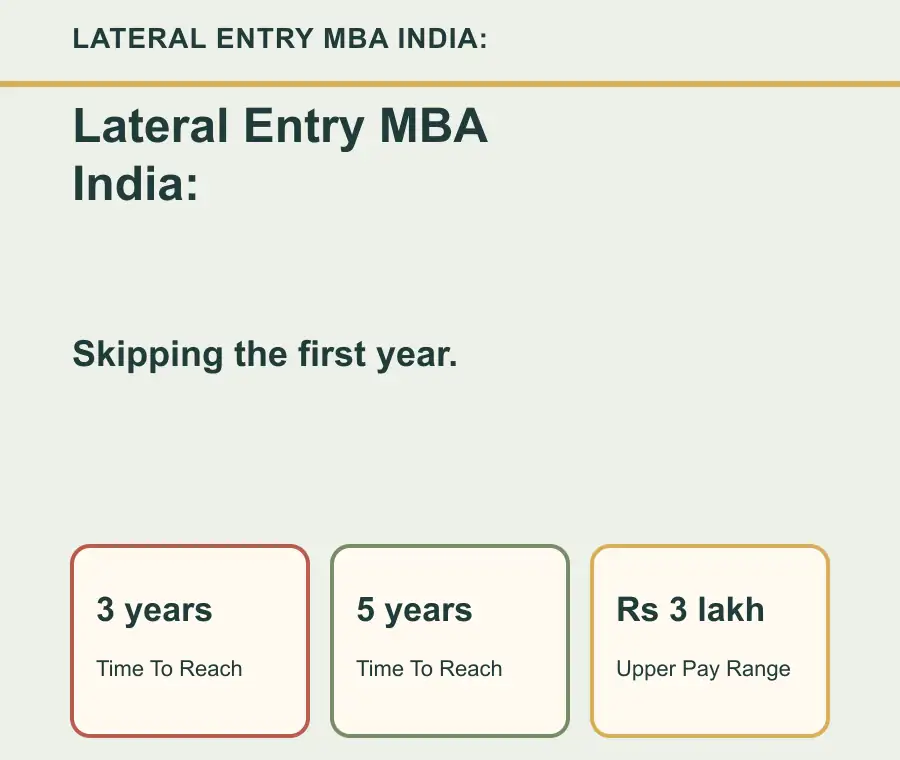 LATERAL ENTRY MBA INDIA:
Lateral Entry MBA
India:
Skipping the first year.
3 years
Time To Reach
5 years
Time To Reach
Rs 3 lakh
Upper Pay Range